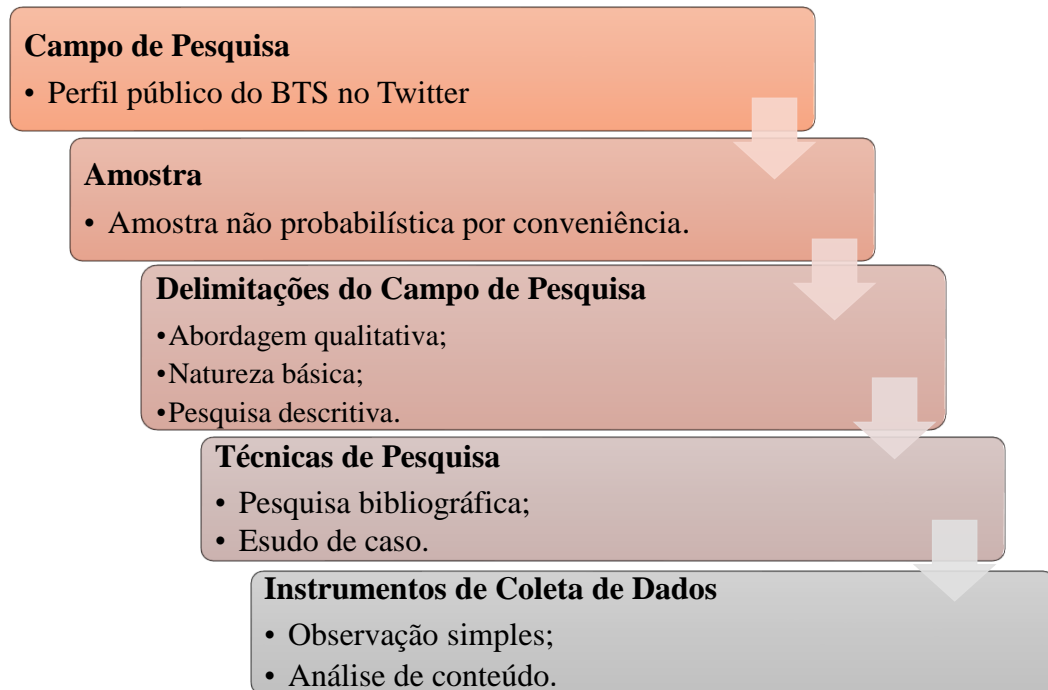 Campo de Pesquisa
• Perfil público do BTS no Twitter
Amostra
• Amostra não probabilística por conveniência.
Delimitações do Campo de Pesquisa
•Abordagem qualitativa;
•Natureza básica;
•Pesquisa descritiva.
Técnicas de Pesquisa
• Pesquisa bibliográfica;
• Esudo de caso.
Instrumentos de Coleta de Dados
• Observação simples;
• Análise de conteúdo.